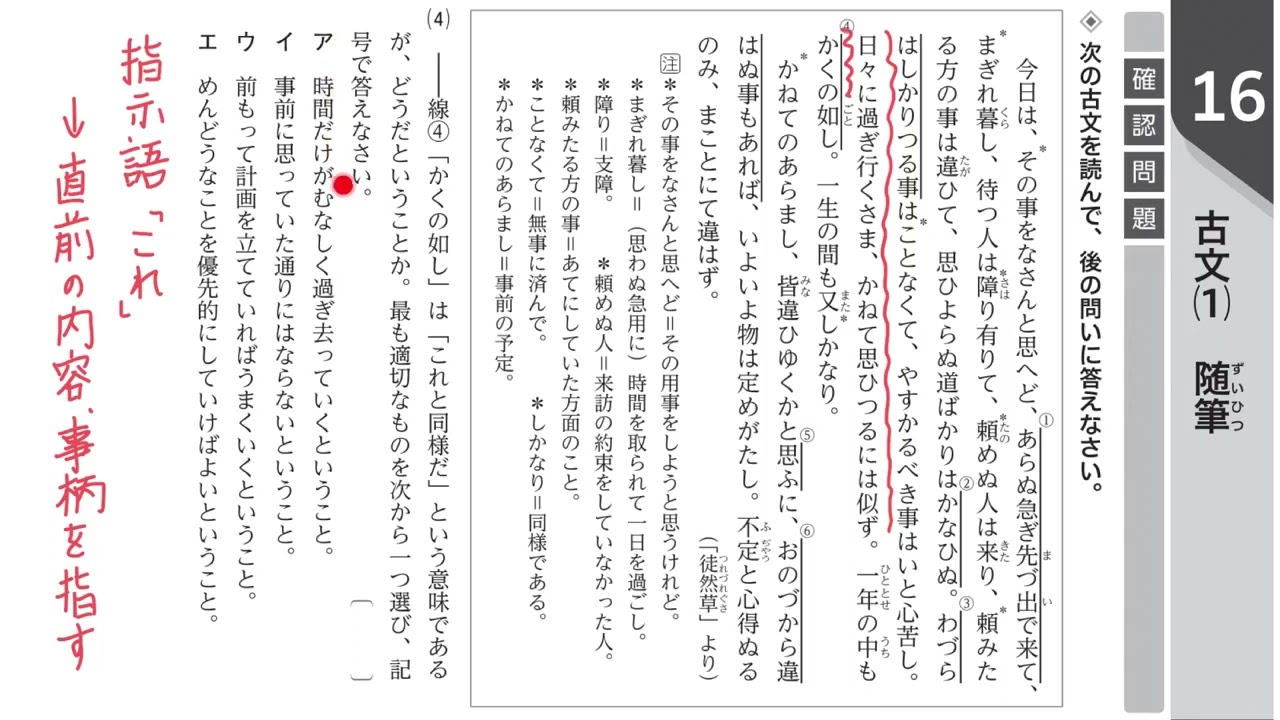 16
古文(1) 随筆
ずいひつ
確認問題
次の古文を読んで、後の問いに答えなさい。
今日は、その事をなさんと思へど、①あらぬ急ぎ先づ出で来て、
まぎれ暮し、待つ人は障り有りて、頼めぬ人は来り、頼みた
る方の事は違ひて、思ひよらぬ道ばかりは②かなひぬ。③わづら
はしかりつる事はことなくて、やすかるべき事はいと心苦し。
日々に過ぎ行くさま、かねて思ひつるには似ず。一年の中も
④かくの如し。一生の間も又しかなり。
かねてのあらまし、皆違ひゆくかと⑤思ふに、⑥おのづから違
はぬ事もあれば、いよいよ物は定めがたし。不定と心得ぬる
のみ、まことにて違はず。
(「徒然草」より)
注 *その事をなさんと思へど=その用事をしようと思うけれど。
*まぎれ暮し=(思わぬ急用に)時間を取られて一日を過ごし。
*障り=支障。 *頼めぬ人=来訪の約束をしていなかった人。
*頼みたる方の事=あてにしていた方面のこと。
*ことなくて=無事に済んで。 *しかなり=同様である。
*かねてのあらまし=事前の予定。
(4) ――線④「かくの如し」は「これと同様だ」という意味である
が、どうだということか。最も適切なものを次から一つ選び、記
号で答えなさい。
ア 時間だけがむなしく過ぎ去っていくということ。
イ 事前に思っていた通りにはならないということ。
ウ 前もって計画を立てていればうまくいくということ。
エ めんどうなことを優先的にしていけばよいということ。
指示語「これ」
→直前の内容、事柄を指す